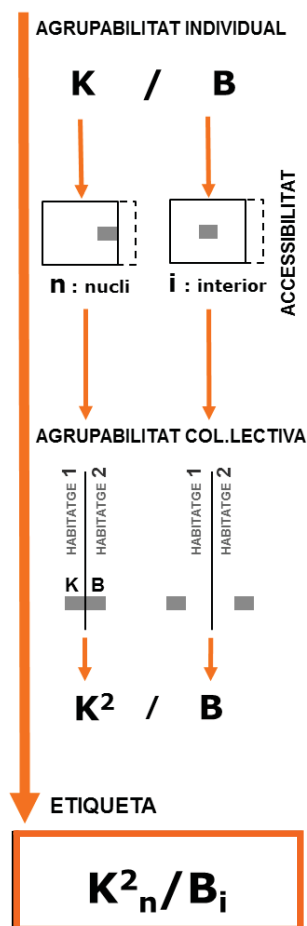 AGRUPABILITAT INDIVIDUAL
K / B
ACCESSIBILITAT
n : nucli i : interior
AGRUPABILITAT COL.LECTIVA
HABITATGE 1
HABITATGE 2
HABITATGE 1
HABITATGE 2
K B
K² / B
ETIQUETA
K²ₙ/Bᵢ